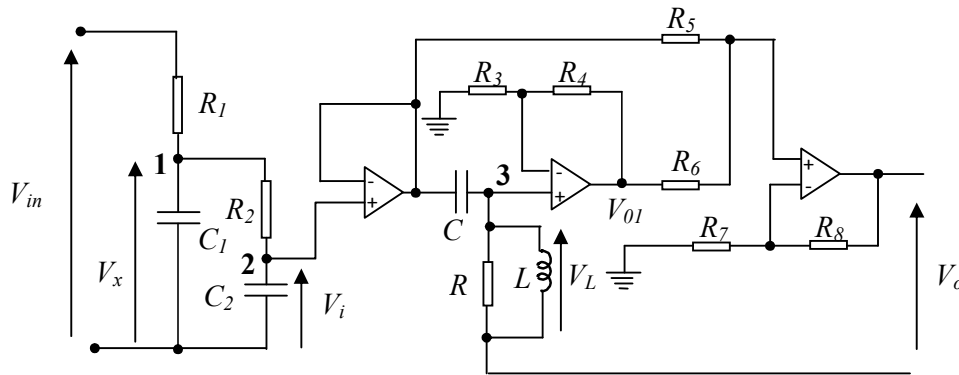 R5
R3
R4
R1
1
- +
3
- +
R6
+ -
Vin
R2
C1
C
V01
R7
R8
2
Vx
C2
Vi
R
L
VL
Vo